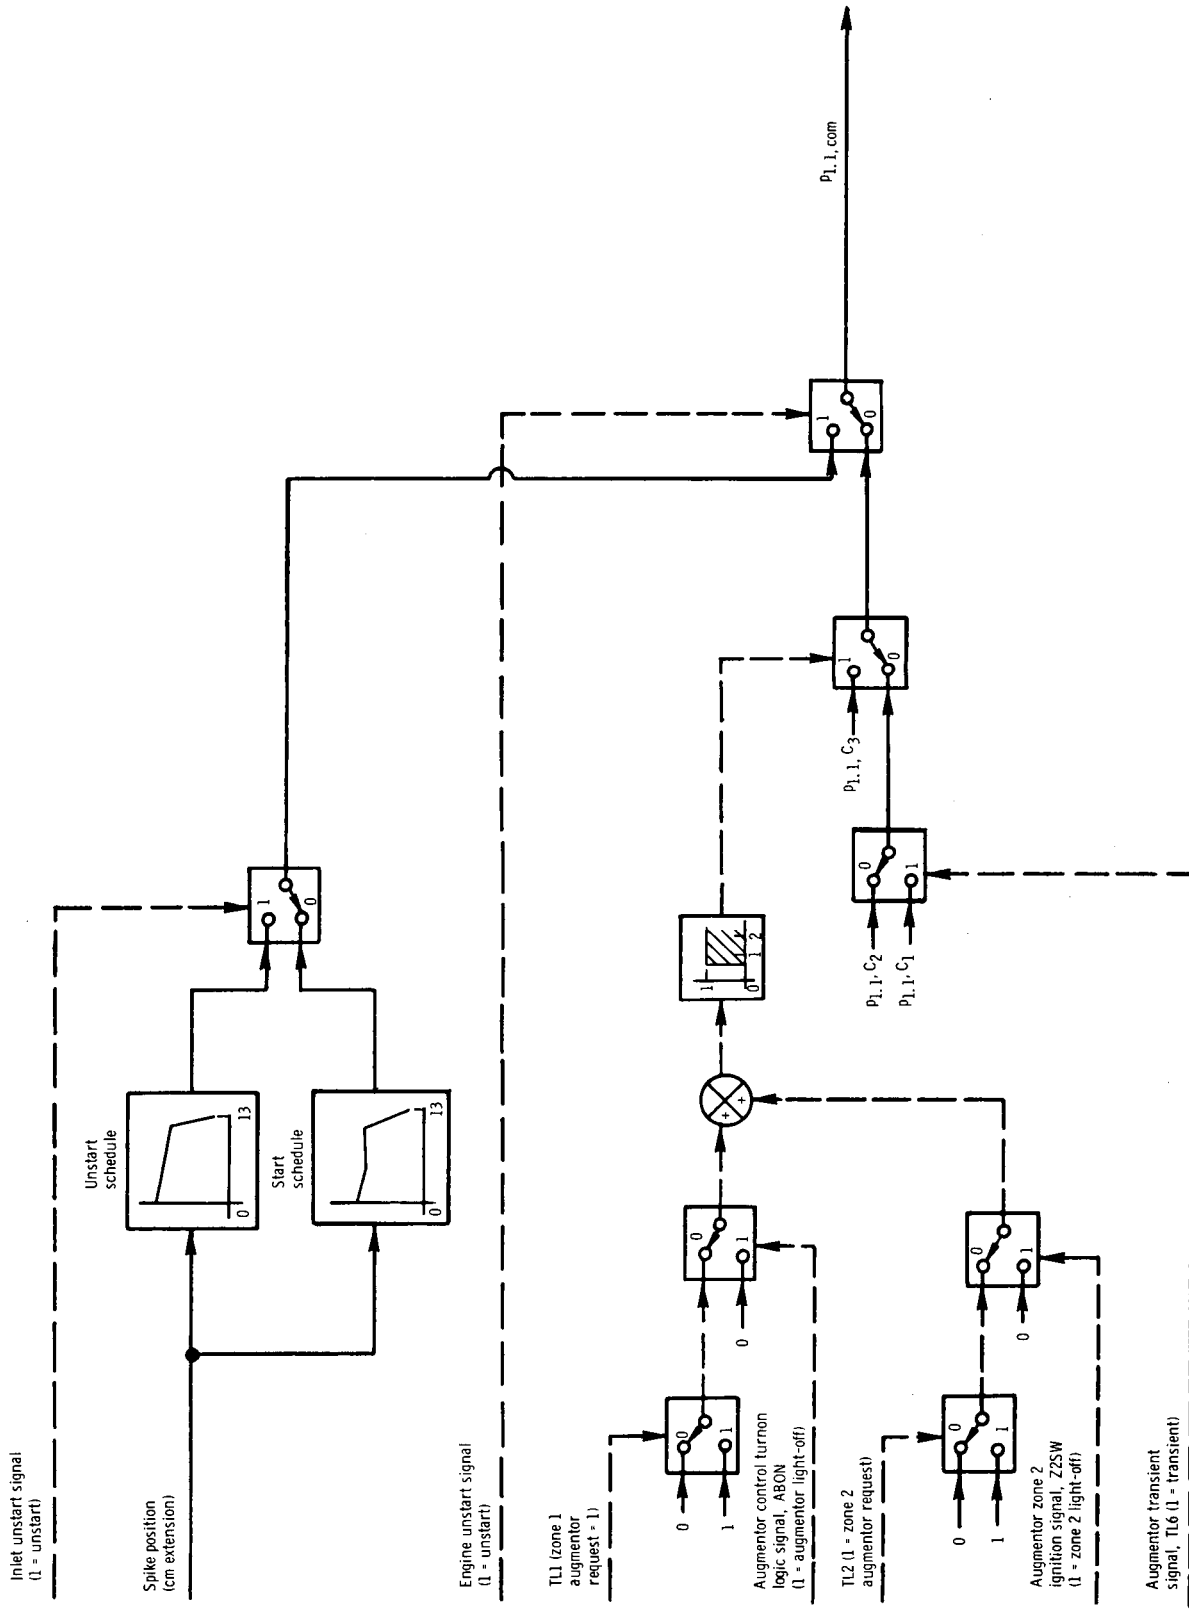 Inlet unstart signal
(1 = unstart)
Spike position
(cm extension)
Unstart
schedule
0
13
Start
schedule
0
13
1
0
Engine unstart signal
(1 = unstart)
TL1 (zone 1
augmentor
request = 1)
0
1
0
1
Augmentor control turnon
logic signal, ABON
(1 = augmentor light-off)
0
0
1
+
+
1
0
1
2
TL2 (1 = zone 2
augmentor request)
0
1
0
1
Augmentor zone 2
ignition signal, Z2SW
(1 = zone 2 light-off)
0
0
1
Augmentor transient
signal, TL6 (1 = transient)
p1.1, C2
p1.1, C1
0
1
p1.1, C3
1
0
1
0
p1.1, com